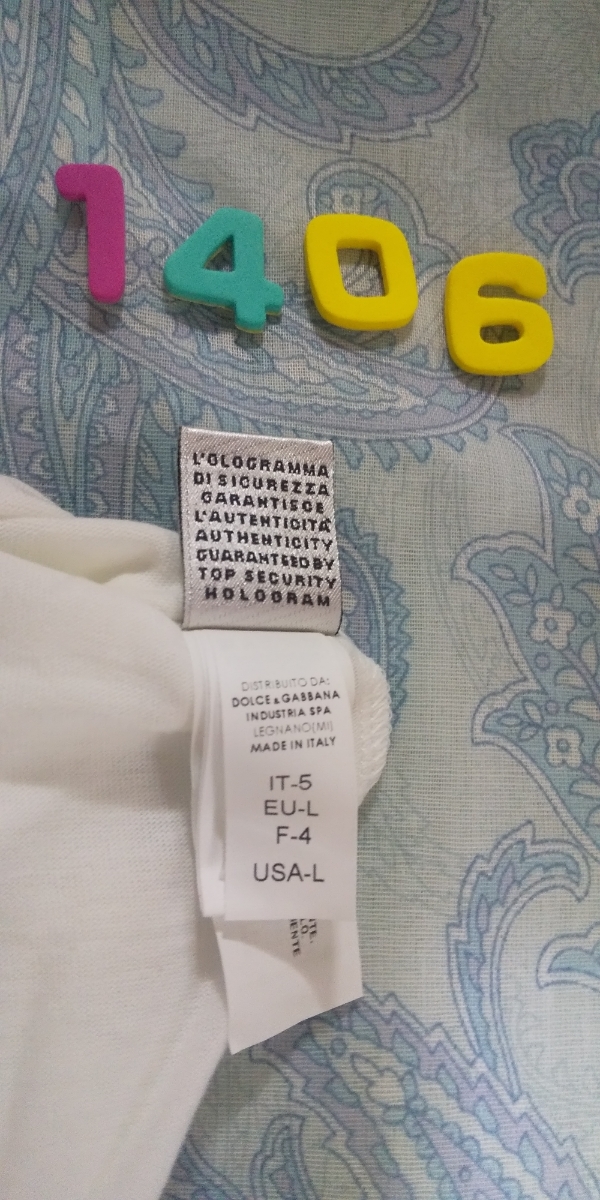 1406
L'OLOGRAMMA
DI SICUREZZA
GARANTISCE
L'AUTENTICITÀ
AUTHENTICITY
GUARANTEED BY
TOP SECURITY
HOLOGRAM
DISTRIBUITO DA:
DOLCE & GABBANA
INDUSTRIA SPA
LEGNANO(MI)
MADE IN ITALY
IT-5
EU-L
F-4
USA-L